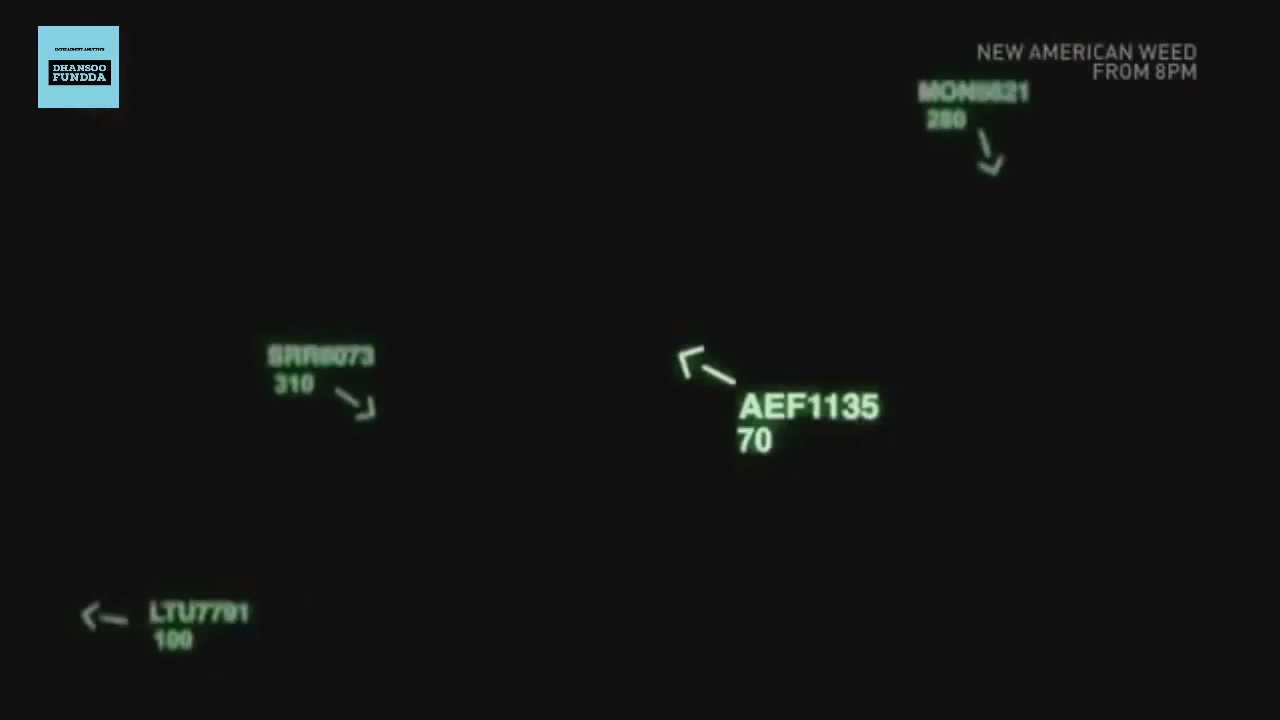 DHANSOO
FUNDDA
NEW AMERICAN WEED
FROM 8PM
280
310
AEF1135
70
LTU7791
100